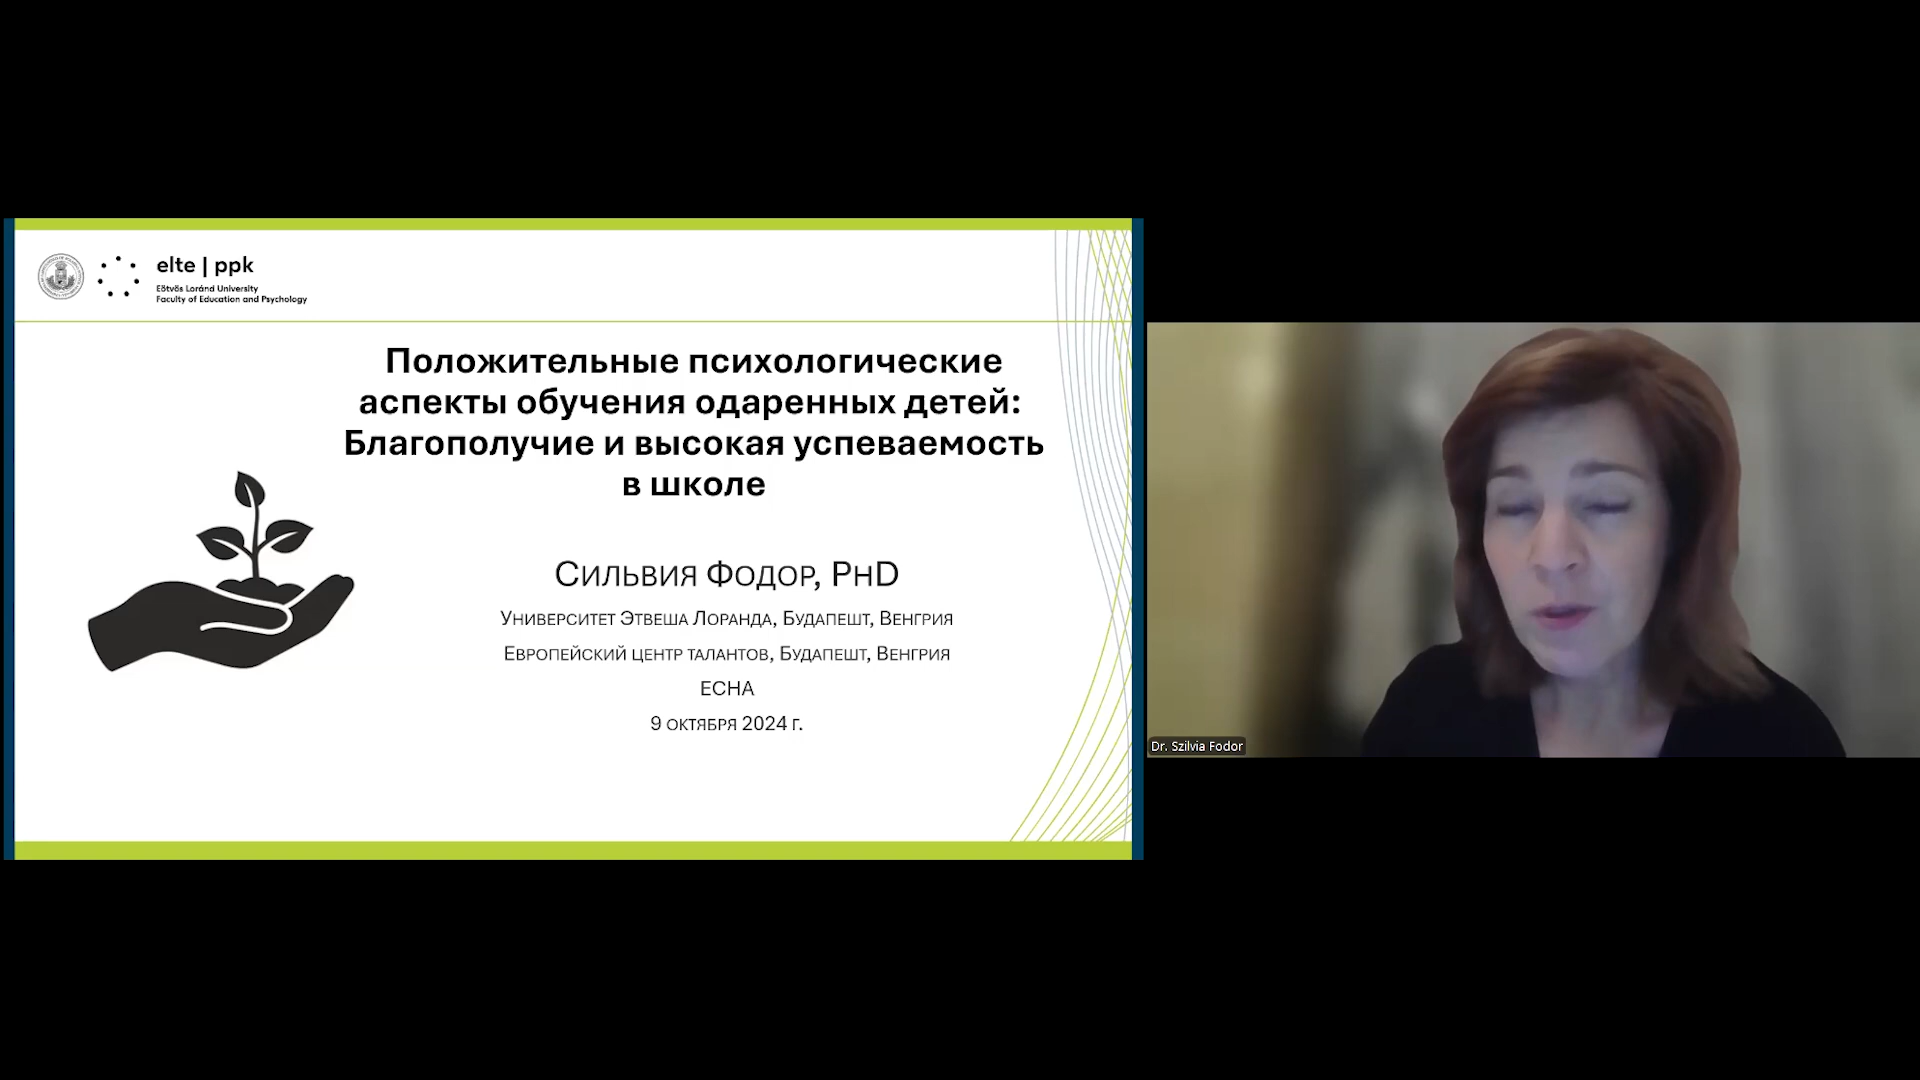 elte | ppk
Eötvös Loránd University
Faculty of Education and Psychology
Положительные психологические
аспекты обучения одаренных детей:
Благополучие и высокая успеваемость
в школе
Сильвия Фодор, PhD
Университет Этвеша Лоранда, Будапешт, Венгрия
Европейский центр талантов, Будапешт, Венгрия
ECHA
9 октября 2024 г.
Dr. Szilvia Fodor